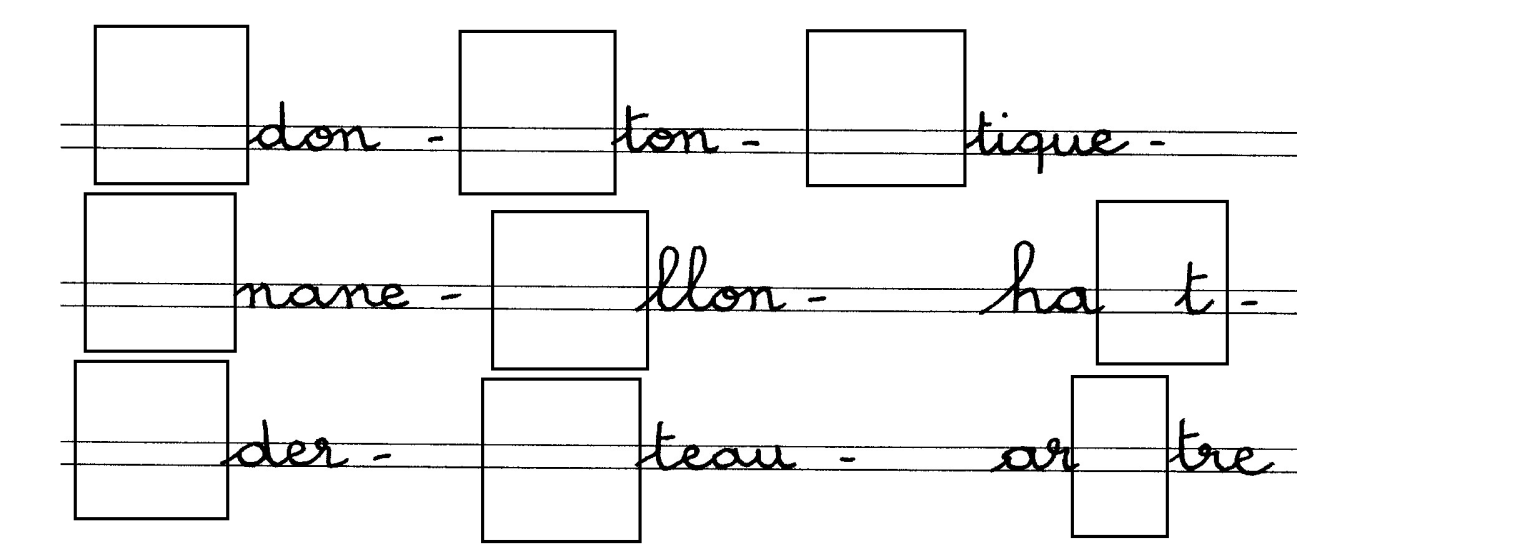 don - ton - tique -
nane - llon - ha t -
der - teau - ar tre